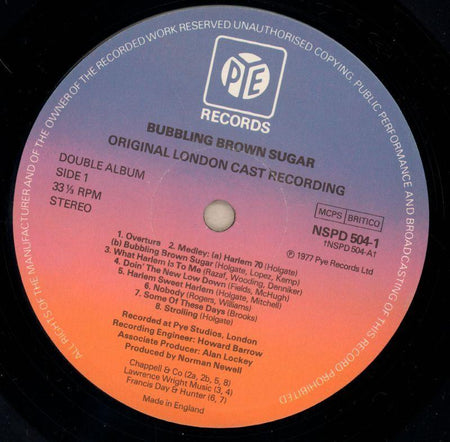 ALL RIGHTS OF THE MANUFACTURER AND OF THE OWNER OF THE RECORDED WORK RESERVED UNAUTHORISED COPYING, PUBLIC PERFORMANCE AND BROADCASTING OF THIS RECORD PROHIBITED
PYE
RECORDS
BUBBLING BROWN SUGAR
ORIGINAL LONDON CAST RECORDING
DOUBLE ALBUM
SIDE 1
33⅓ RPM
STEREO
MCPS BRITICO
NSPD 504-1
1NSPD 504-A1
℗ 1977 Pye Records Ltd
1. Overture 2. Medley: (a) Harlem 70 (Holgate)
(b) Bubbling Brown Sugar (Holgate, Lopez, Kemp)
3. What Harlem Is To Me (Razaf, Wooding, Denniker)
4. Doin' The New Low Down (Fields, McHugh)
5. Harlem Sweet Harlem (Holgate, Mitchell)
6. Nobody (Rogers, Williams)
7. Some Of These Days (Brooks)
8. Strolling (Holgate)
Recorded at Pye Studios, London
Recording Engineer: Howard Barrow
Associate Producer: Alan Lockey
Produced by Norman Newell
Chappell & Co (2a, 2b, 5, 8)
Lawrence Wright Music (3, 4)
Francis Day & Hunter (6, 7)
Made in England